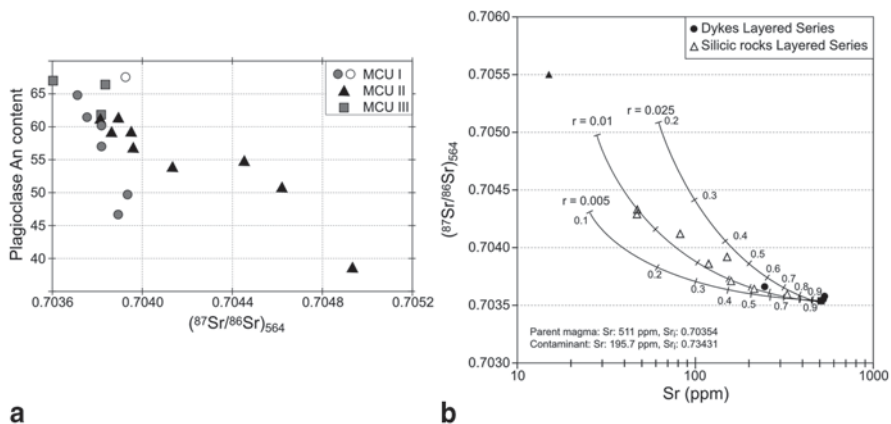 a
Plagioclase An content
65
60
55
50
45
40
0.7036
0.7040
0.7044
0.7048
0.7052
(⁸⁷Sr/⁸⁶Sr)₅₆₄
MCU I
MCU II
MCU III
b
(⁸⁷Sr/⁸⁶Sr)₅₆₄
0.7060
0.7055
0.7050
0.7045
0.7040
0.7035
0.7030
Dykes Layered Series
Silicic rocks Layered Series
r = 0.025
0.2
r = 0.01
0.3
r = 0.005
0.1
0.4
0.5
0.6
0.7
0.8
0.9
0.2
0.3
0.4
0.5
0.7
0.9
Parent magma: Sr: 511 ppm, Srᵢ: 0.70354
Contaminant: Sr: 195.7 ppm, Srᵢ: 0.73431
10
100
1000
Sr (ppm)